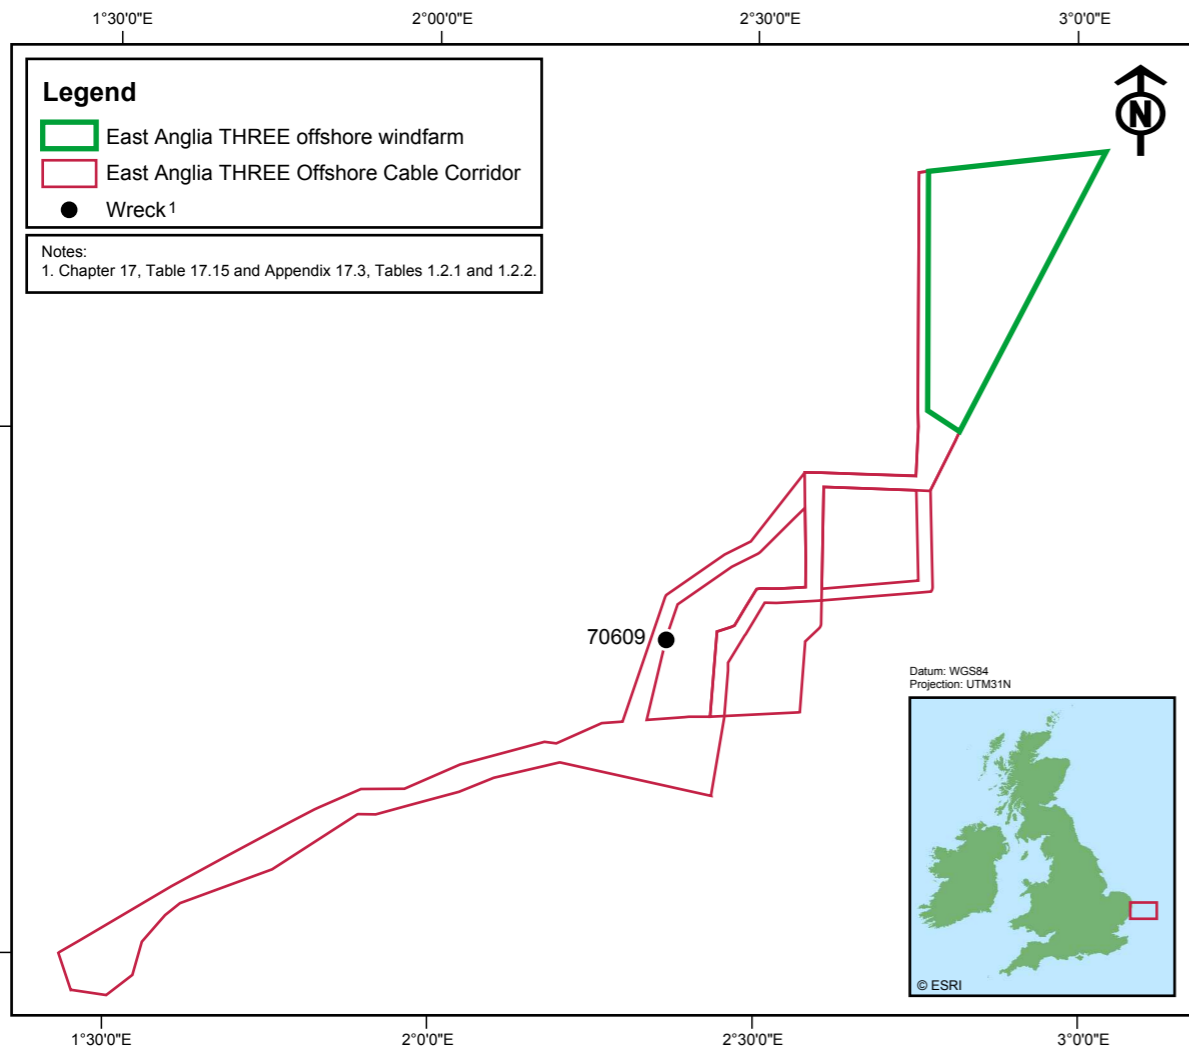 1°30'0"E
2°00'0"E
2°30'0"E
3°0'0"E
Legend
East Anglia THREE offshore windfarm
East Anglia THREE Offshore Cable Corridor
Wreck1
Notes:
1. Chapter 17, Table 17.15 and Appendix 17.3, Tables 1.2.1 and 1.2.2.
N
70609
Datum: WGS84
Projection: UTM31N
© ESRI
1°30'0"E
2°0'0"E
2°30'0"E
3°0'0"E